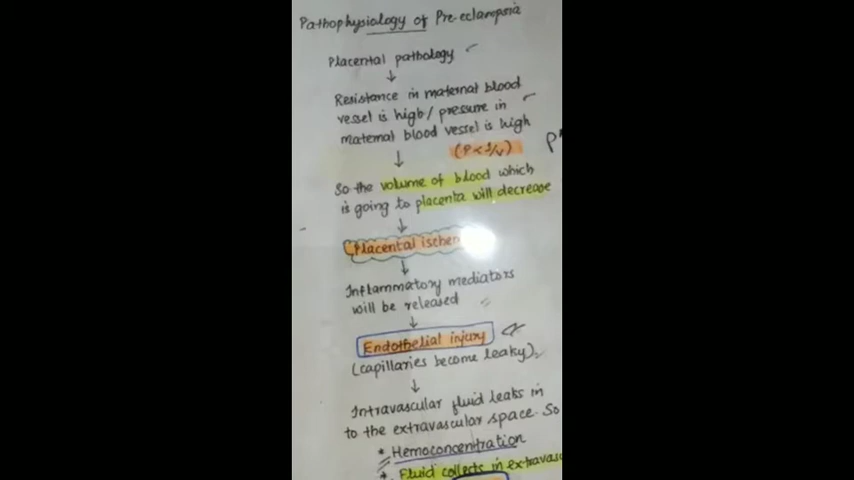 Pathophysiology of Pre-eclampsia
Placental pathology
↓
Resistance in maternal blood
vessel is high/ pressure in
maternal blood vessel is high
(P∝1/v)
↓
So the volume of blood which
is going to placenta will decrease
↓
Placental
↓
Inflammatory mediators
will be released
↓
Endothelial injury
(capillaries become leaky)
↓
Intravascular fluid leaks in
to the extravascular space. So
* Hemoconcentration
* Fluid collects in